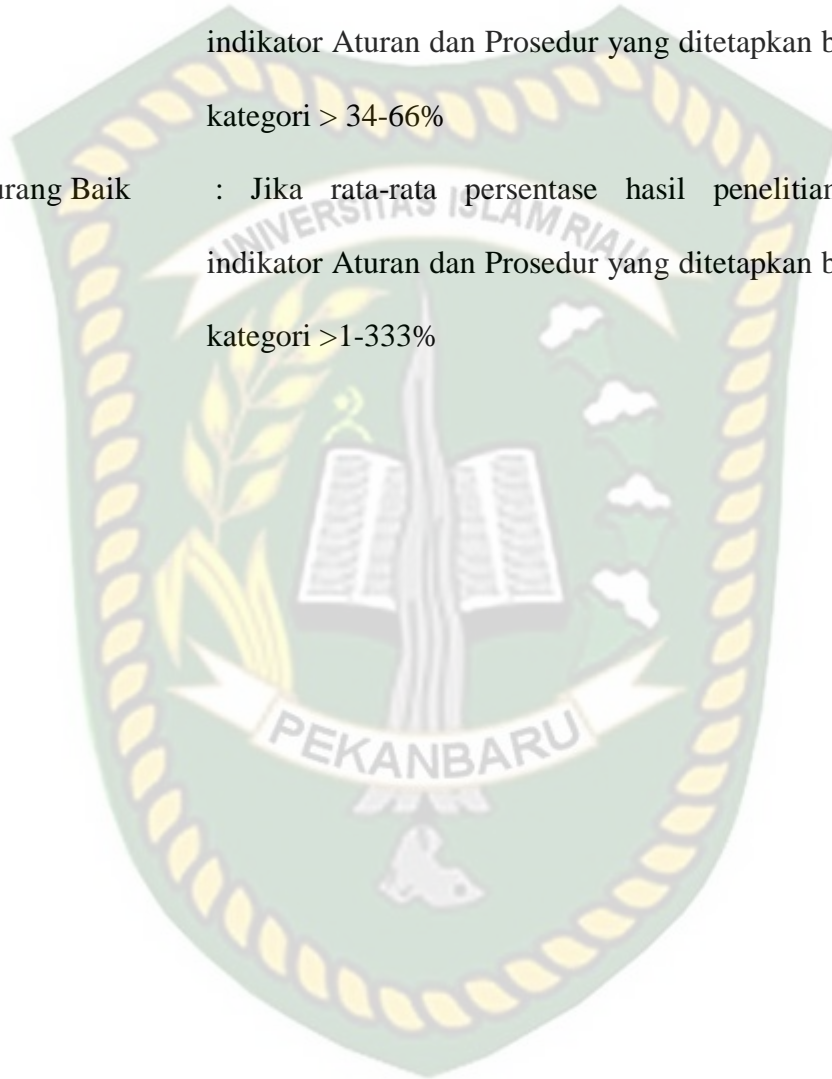 indikator Aturan dan Prosedur yang ditetapkan b
kategori > 34-66%
urang Baik : Jika rata-rata persentase hasil penelitian
UNIVERSITAS ISLAM RIAU
indikator Aturan dan Prosedur yang ditetapkan b
kategori >1-333%
PEKANBARU